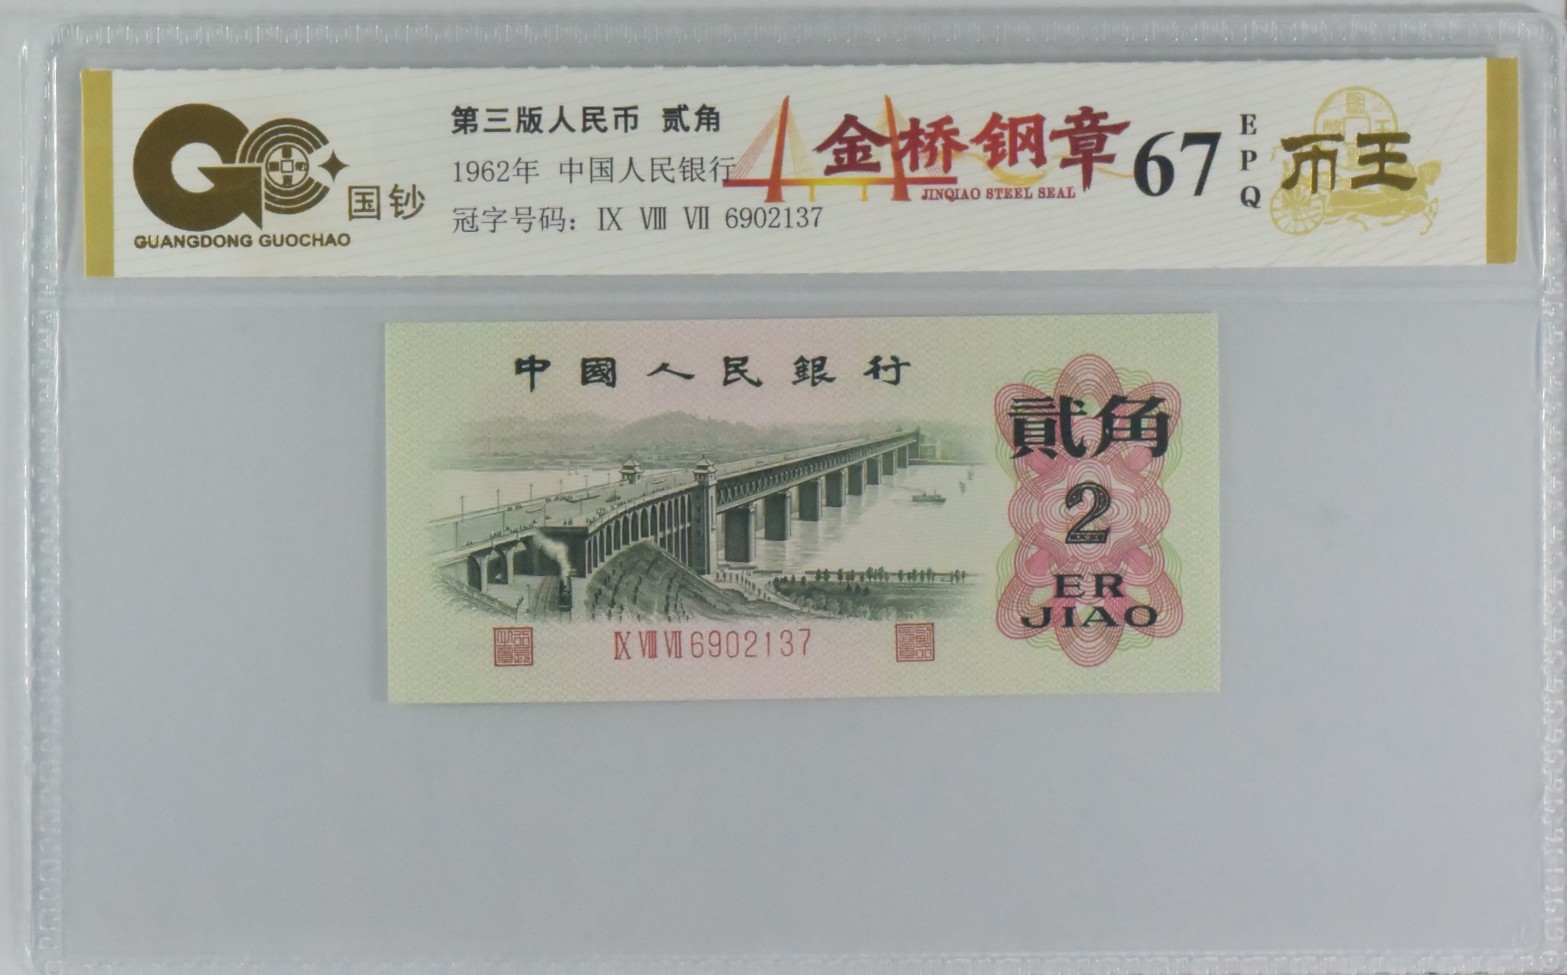 GUANGDONG GUOCHAO
国钞
第三版人民币 贰角
1962年 中国人民银行
冠字号码：Ⅸ Ⅷ Ⅶ 6902137
金桥钢章
JINQIAO STEEL SEAL
67
EPQ
币王
中國人民銀行
貳角
2
ER
JIAO
Ⅸ Ⅷ Ⅶ 6902137